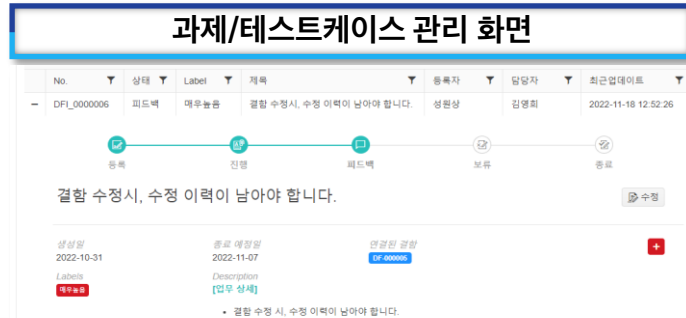 과제/테스트케이스 관리 화면
No. 상태 Label 제목 등록자 담당자 최근업데이트
DFI_0000006 피드백 매우높음 결함 수정시, 수정 이력이 남아야 합니다. 성원상 김영희 2022-11-18 12:52:26
등록 진행 피드백 보류 종료
결함 수정시, 수정 이력이 남아야 합니다. 수정
생성일 종료 예정일 연결된 결함
2022-10-31 2022-11-07 DF-000005
Labels Description
매우높음 [업무 상세]
• 결함 수정 시, 수정 이력이 남아야 합니다.